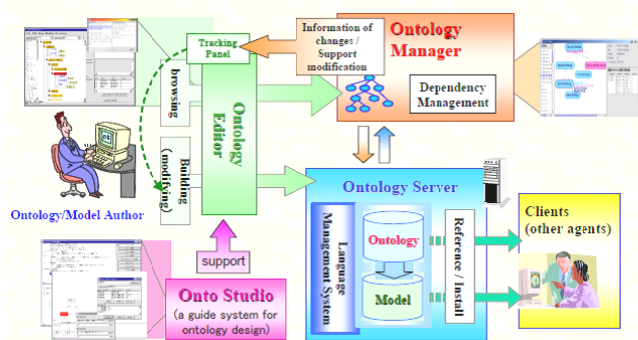 Tracking
Panel
Information of
changes /
Support
modification
Ontology
Manager
Dependency
Management
browsing
Ontology
Editor
Building
(modifying)
Ontology/Model Author
Ontology Server
Language
Management System
Ontology
Model
Reference / Install
Clients
(other agents)
support
Onto Studio
(a guide system for
ontology design)